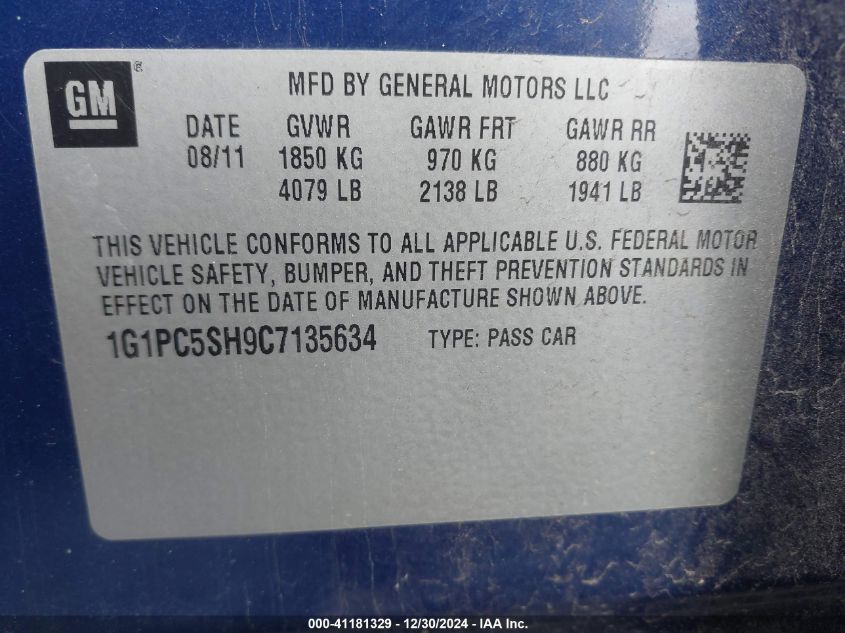 GM ®
MFD BY GENERAL MOTORS LLC
DATE GVWR GAWR FRT GAWR RR
08/11 1850 KG 970 KG 880 KG
4079 LB 2138 LB 1941 LB
THIS VEHICLE CONFORMS TO ALL APPLICABLE U.S. FEDERAL MOTOR
VEHICLE SAFETY, BUMPER, AND THEFT PREVENTION STANDARDS IN
EFFECT ON THE DATE OF MANUFACTURE SHOWN ABOVE.
1G1PC5SH9C7135634 TYPE: PASS CAR
000-41181329 - 12/30/2024 - IAA Inc.